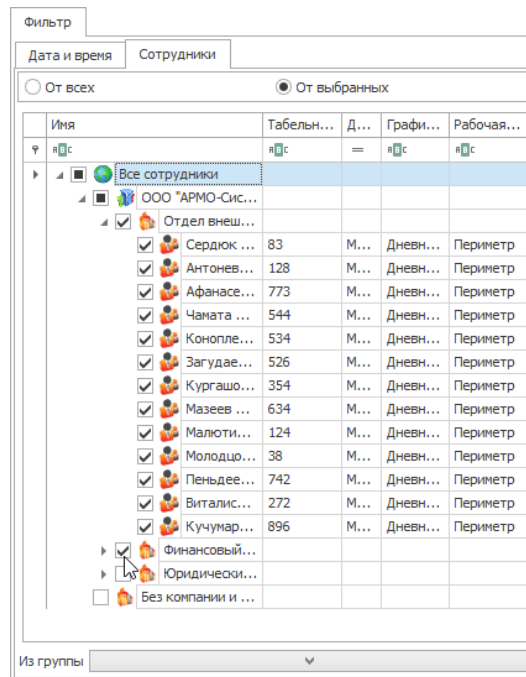 Фильтр
Дата и время Сотрудники
От всех От выбранных
Имя Табельн... Д... Графи... Рабочая...
ABC ABC = ABC ABC
Все сотрудники
ООО "АРМО-Сис...
Отдел внеш...
Сердюк ... 83 М... Дневн... Периметр
Антонев... 128 М... Дневн... Периметр
Афанасе... 773 М... Дневн... Периметр
Чамата ... 544 М... Дневн... Периметр
Конопле... 534 М... Дневн... Периметр
Загудае... 526 М... Дневн... Периметр
Кургашо... 354 М... Дневн... Периметр
Мазеев ... 634 М... Дневн... Периметр
Малюти... 124 М... Дневн... Периметр
Молодцо... 38 М... Дневн... Периметр
Пеньдее... 742 М... Дневн... Периметр
Виталис... 272 М... Дневн... Периметр
Кучумар... 896 М... Дневн... Периметр
Финансовый...
Юридически...
Без компании и ...
Из группы